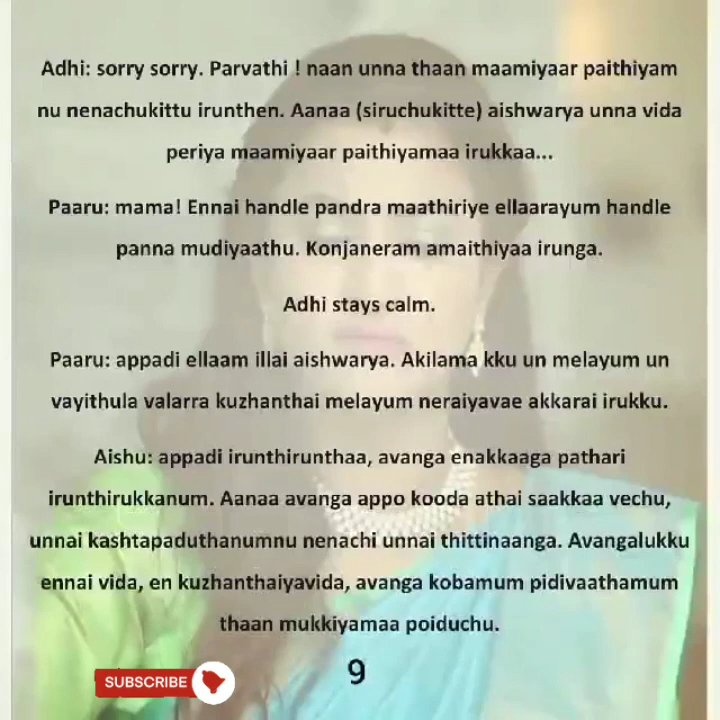 Adhi: sorry sorry. Parvathi ! naan unna thaan maamiyaar paithiyam
nu nenachukittu irunthen. Aanaa (siruchukitte) aishwarya unna vida
periya maamiyaar paithiyamaa irukkaa...
Paaru: mama! Ennai handle pandra maathiriye ellaarayum handle
panna mudiyaathu. Konjaneram amaithiyaa irunga.
Adhi stays calm.
Paaru: appadi ellaam illai aishwarya. Akilama kku un melayum un
vayithula valarra kuzhanthai melayum neraiyavae akkarai irukku.
Aishu: appadi irunthirunthaa, avanga enakkaaga pathari
irunthirukkanum. Aanaa avanga appo kooda athai saakkaa vechu,
unnai kashtapaduthanumnu nenachi unnai thittinaanga. Avangalukku
ennai vida, en kuzhanthaiyavida, avanga kobamum pidivaathamum
thaan mukkiyamaa poiduchu.
9
SUBSCRIBE